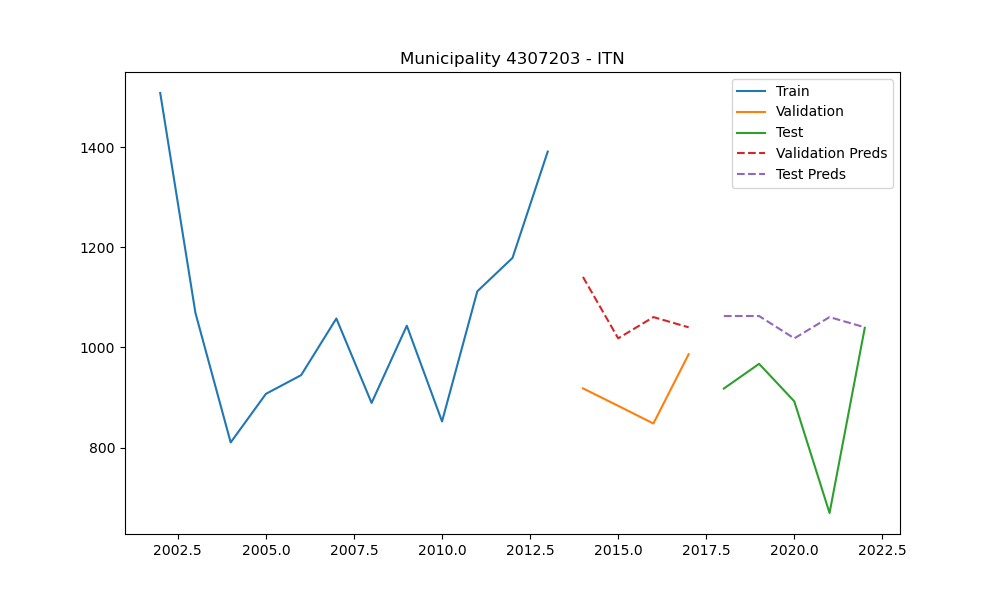 Municipality 4307203 - ITN
Train
Validation
Test
Validation Preds
Test Preds
1400
1200
1000
800
2002.5 2005.0 2007.5 2010.0 2012.5 2015.0 2017.5 2020.0 2022.5